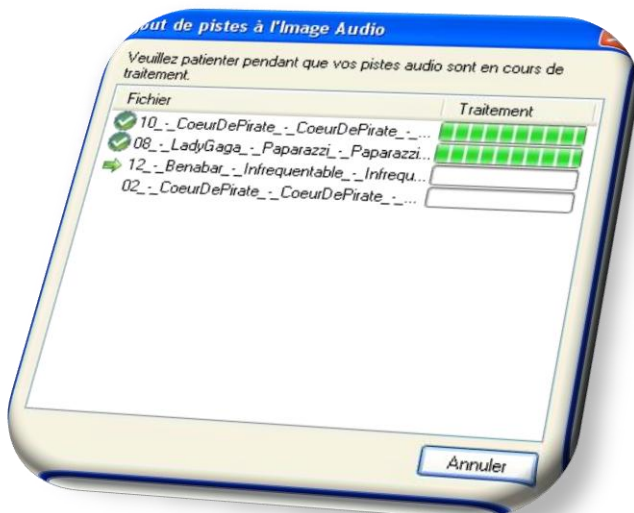 out de pistes à l'Image Audio
Veuillez patienter pendant que vos pistes audio sont en cours de
traitement.
Fichier Traitement
10_-_CoeurDePirate_-_CoeurDePirate_-_...
08_-_LadyGaga_-_Paparazzi_-_Paparazzi...
12_-_Benabar_-_Infrequentable_-_Infrequ...
02_-_CoeurDePirate_-_CoeurDePirate_-_...
Annuler